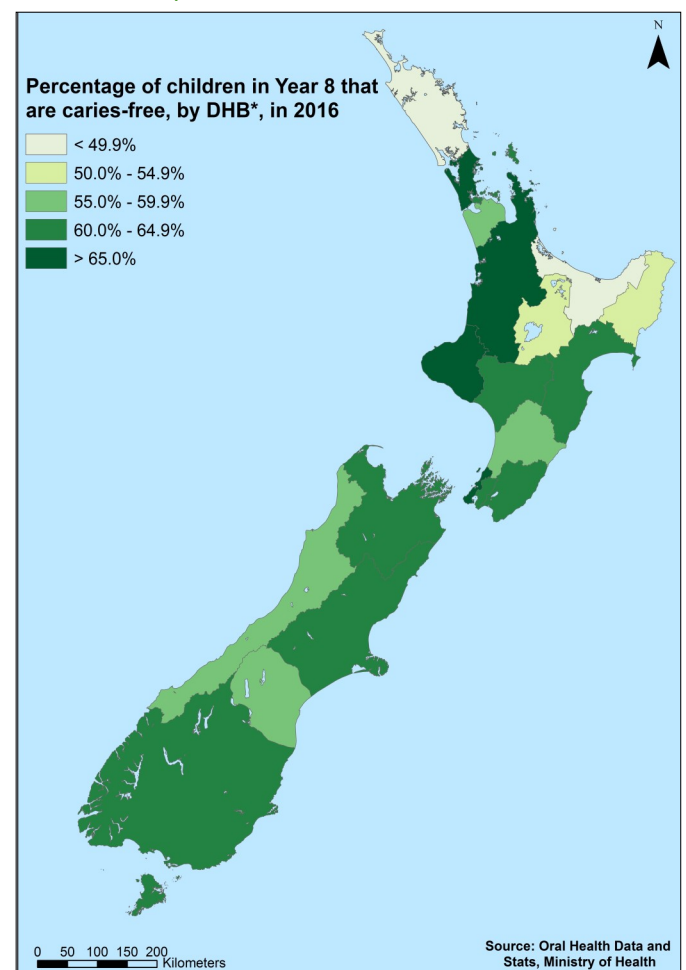 N
Percentage of children in Year 8 that
are caries-free, by DHB*, in 2016
< 49.9%
50.0% - 54.9%
55.0% - 59.9%
60.0% - 64.9%
> 65.0%
0 50 100 150 200
Kilometers
Source: Oral Health Data and
Stats, Ministry of Health